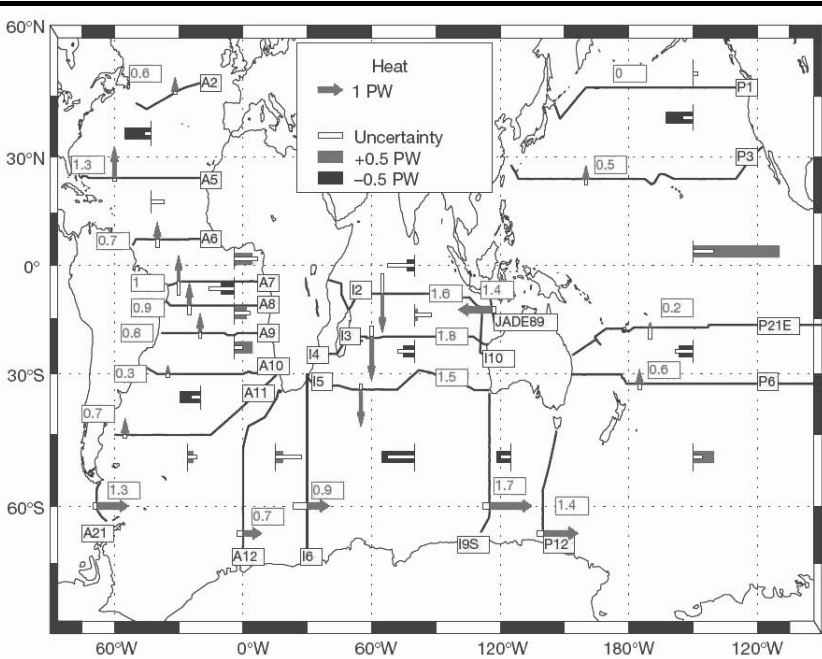 60°N
30°N
0°
30°S
60°S
Heat
1 PW
Uncertainty
+0.5 PW
−0.5 PW
0.6
A2
0
P1
1.3
A5
0.5
P3
0.7
A6
1
A7
0.9
A8
0.8
A9
0.3
A10
0.7
A11
I2
1.6
1.4
JADE89
I3
1.8
I4
I10
I5
1.5
0.2
P21E
0.6
P6
1.3
A21
0.7
A12
0.9
I6
1.7
I9S
1.4
P12
60°W
0°W
60°W
120°W
180°W
120°W